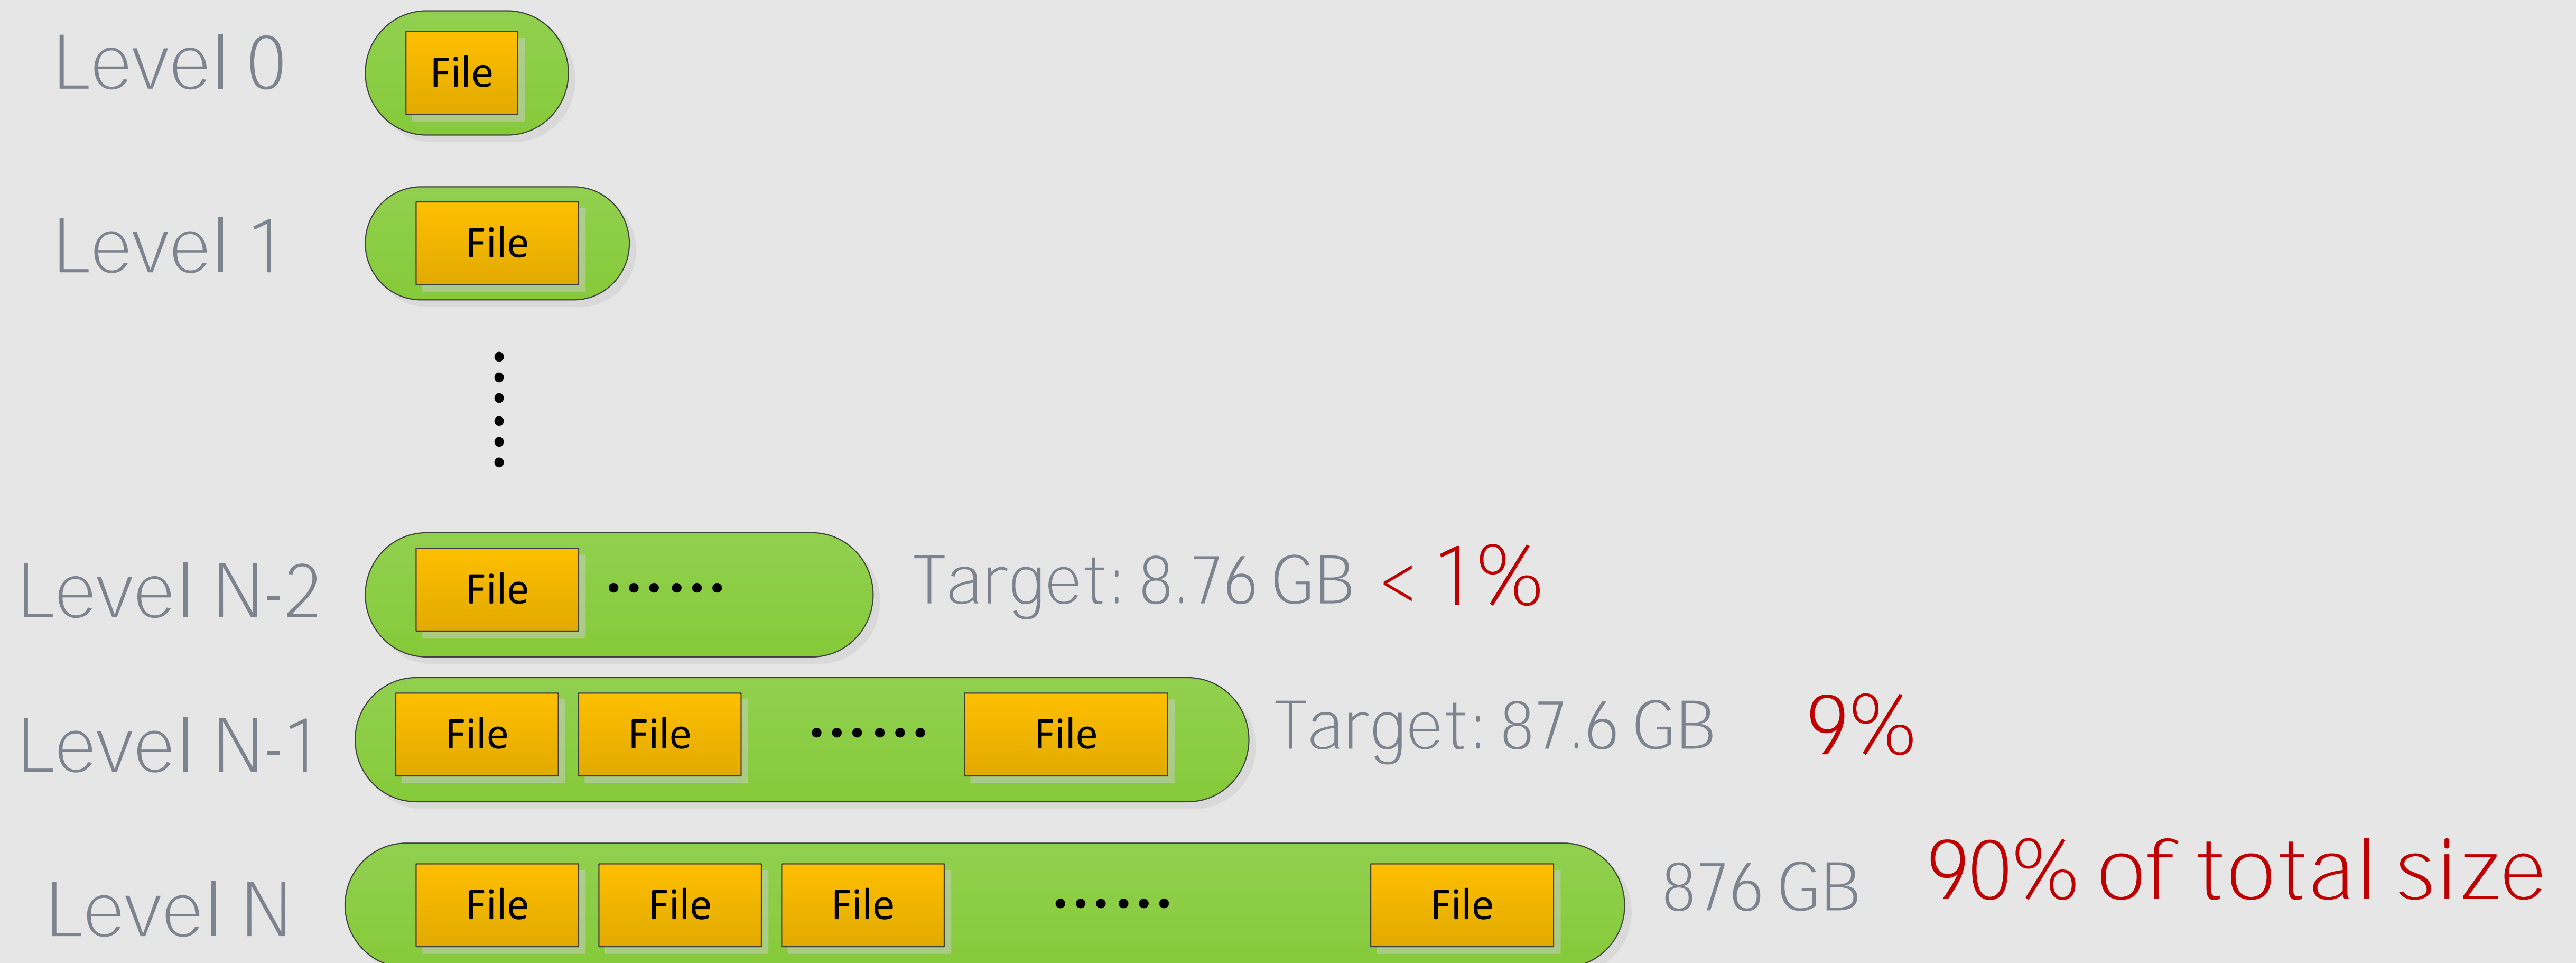 Level 0 File
Level 1 File
Level N-2 File Target: 8.76 GB < 1%
Level N-1 File File File Target: 87.6 GB 9%
Level N File File File File 876 GB 90% of total size